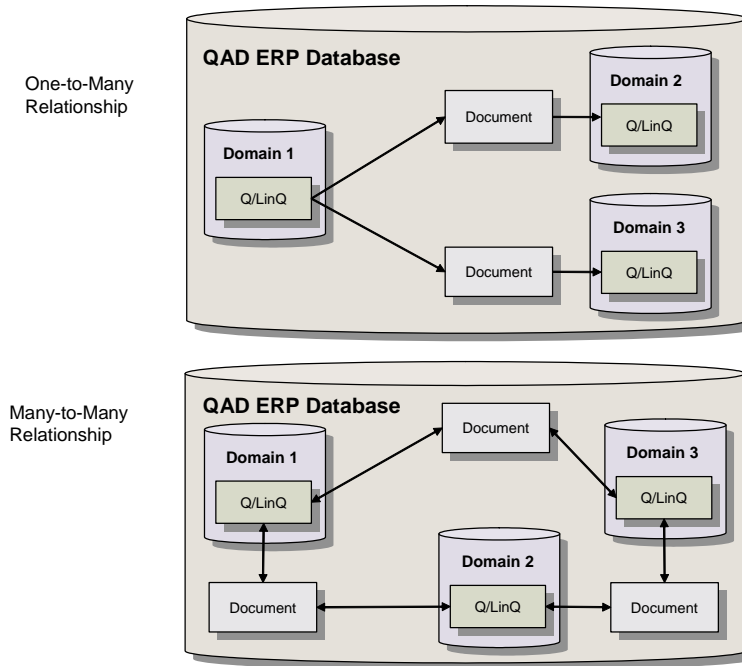 One-to-Many
Relationship
QAD ERP Database
Domain 2
Document
Q/LinQ
Domain 1
Q/LinQ
Domain 3
Document
Q/LinQ
Many-to-Many
Relationship
QAD ERP Database
Document
Domain 1
Domain 3
Q/LinQ
Q/LinQ
Domain 2
Document
Q/LinQ
Document